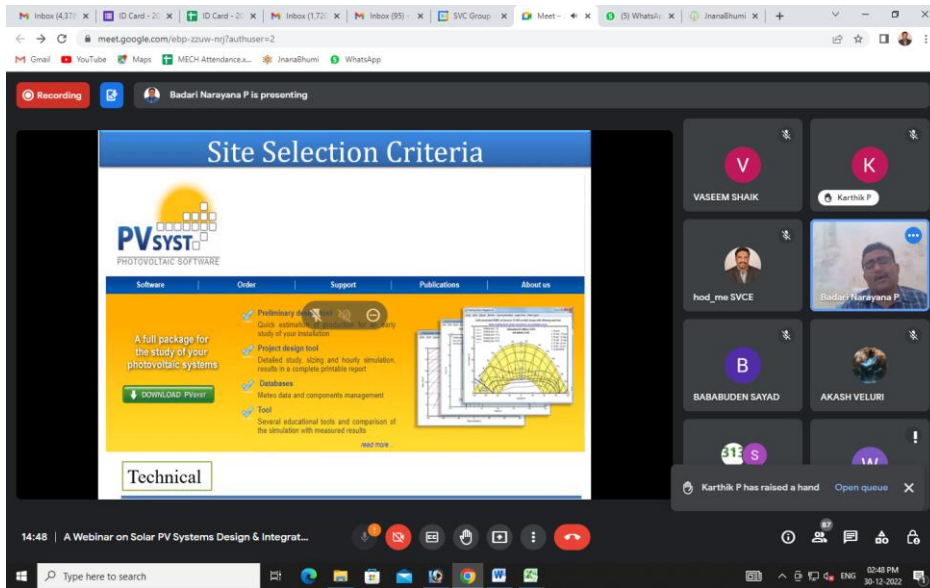 Inbox (4,378
ID Card - 20
ID Card - 20
Inbox (1,720
Inbox (95) -
SVC Group
Meet -
(5) WhatsAp
JnanaBhumi
meet.google.com/ebp-zzuw-nrj?authuser=2
Gmail
YouTube
Maps
MECH Attendance.x...
JnanaBhumi
WhatsApp
Recording
Badari Narayana P is presenting
Site Selection Criteria
PVSYST
PHOTOVOLTAIC SOFTWARE
Software | Order | Support | Publications | About us
A full package for
the study of your
photovoltaic systems
DOWNLOAD PVSYST
Preliminary design tool
Quick estimation of production for an early
study of your installation
Project design tool
Detailed study, sizing and hourly simulation,
results in a complete printable report
Databases
Meteo data and components management
Tool
Several educational tools and comparison of
the simulation with measured results
read more
Technical
V
VASEEM SHAIK
K
Karthik P
hod_me SVCE
Badari Narayana P
B
BABABUDEN SAYAD
AKASH VELURI
313
S
W
Karthik P has raised a hand
Open queue
14:48 | A Webinar on Solar PV Systems Design & Integrat...
87
Type here to search
ENG
02:48 PM
30-12-2022